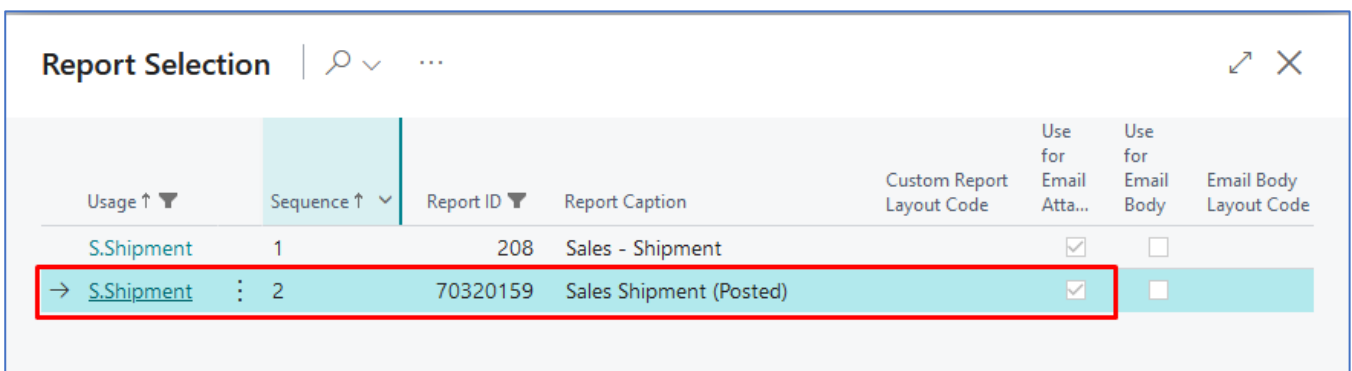 Report Selection
Use Use
for for
Custom Report Email Email Email Body
Usage ↑ Sequence ↑ Report ID Report Caption Layout Code Atta... Body Layout Code
S.Shipment 1 208 Sales - Shipment
→ S.Shipment 2 70320159 Sales Shipment (Posted)